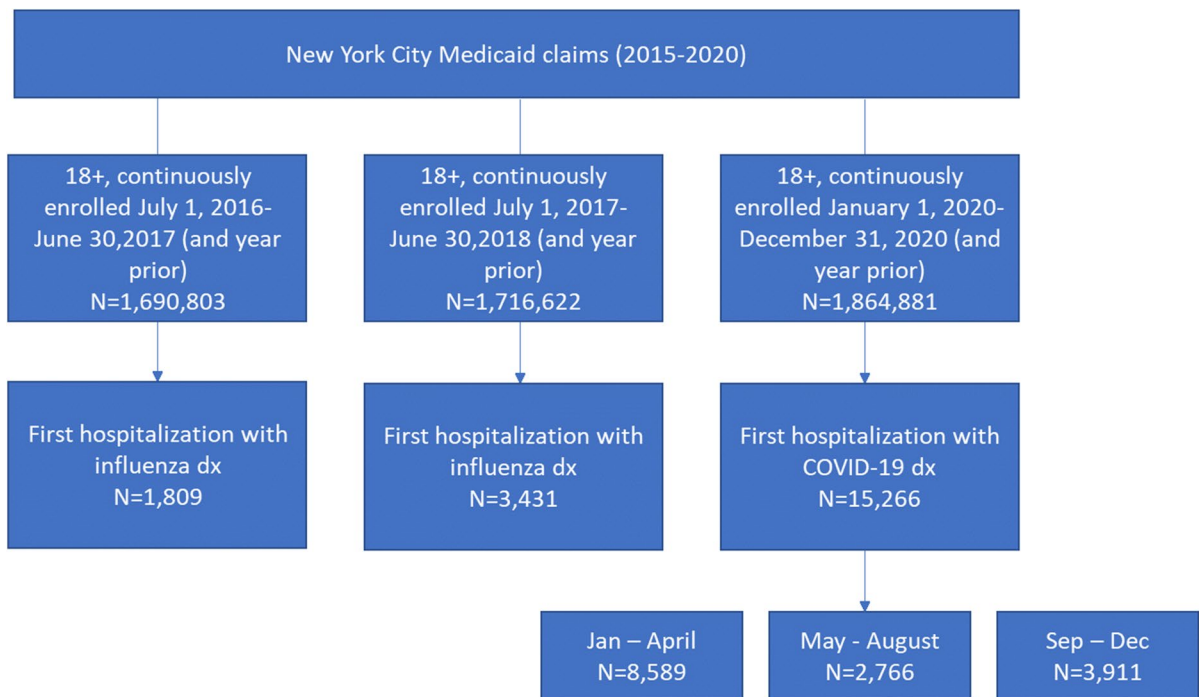 New York City Medicaid claims (2015-2020)
18+, continuously
enrolled July 1, 2016-
June 30,2017 (and year
prior)
N=1,690,803
18+, continuously
enrolled July 1, 2017-
June 30,2018 (and year
prior)
N=1,716,622
18+, continuously
enrolled January 1, 2020-
December 31, 2020 (and
year prior)
N=1,864,881
First hospitalization with
influenza dx
N=1,809
First hospitalization with
influenza dx
N=3,431
First hospitalization with
COVID-19 dx
N=15,266
Jan – April
N=8,589
May - August
N=2,766
Sep – Dec
N=3,911